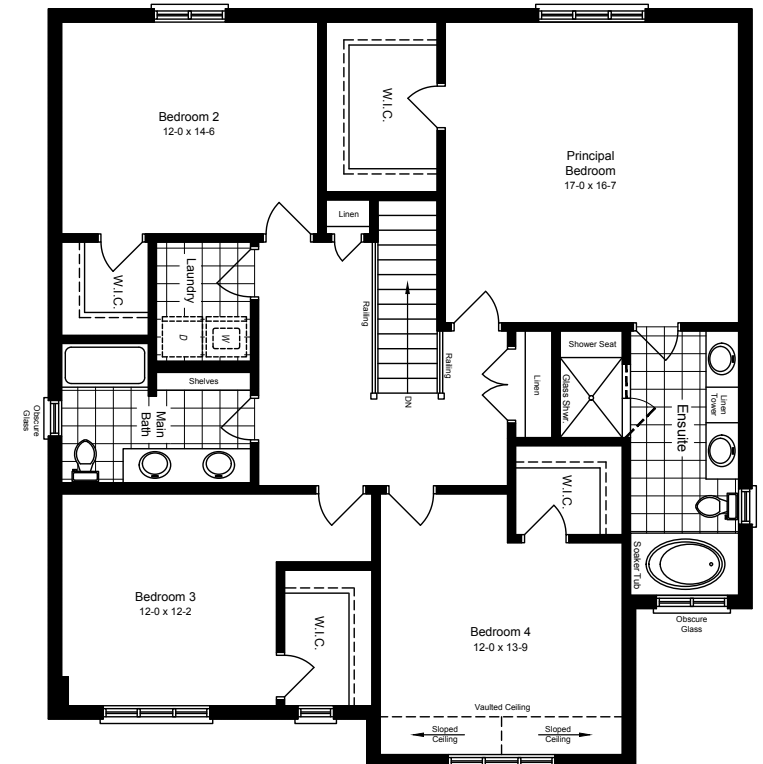 Bedroom 2
12-0 x 14-6
W.I.C.
Principal
Bedroom
17-0 x 16-7
Linen
W.I.C.
Laundry
D
W
Railing
Railing
DN
Linen
Shower Seat
Glass Shwr.
Linen
Tower
Ensuite
Shelves
Main
Bath
Obscure
Glass
W.I.C.
Soaker Tub
Obscure
Glass
Bedroom 3
12-0 x 12-2
W.I.C.
Bedroom 4
12-0 x 13-9
Vaulted Ceiling
Sloped
Ceiling
Sloped
Ceiling